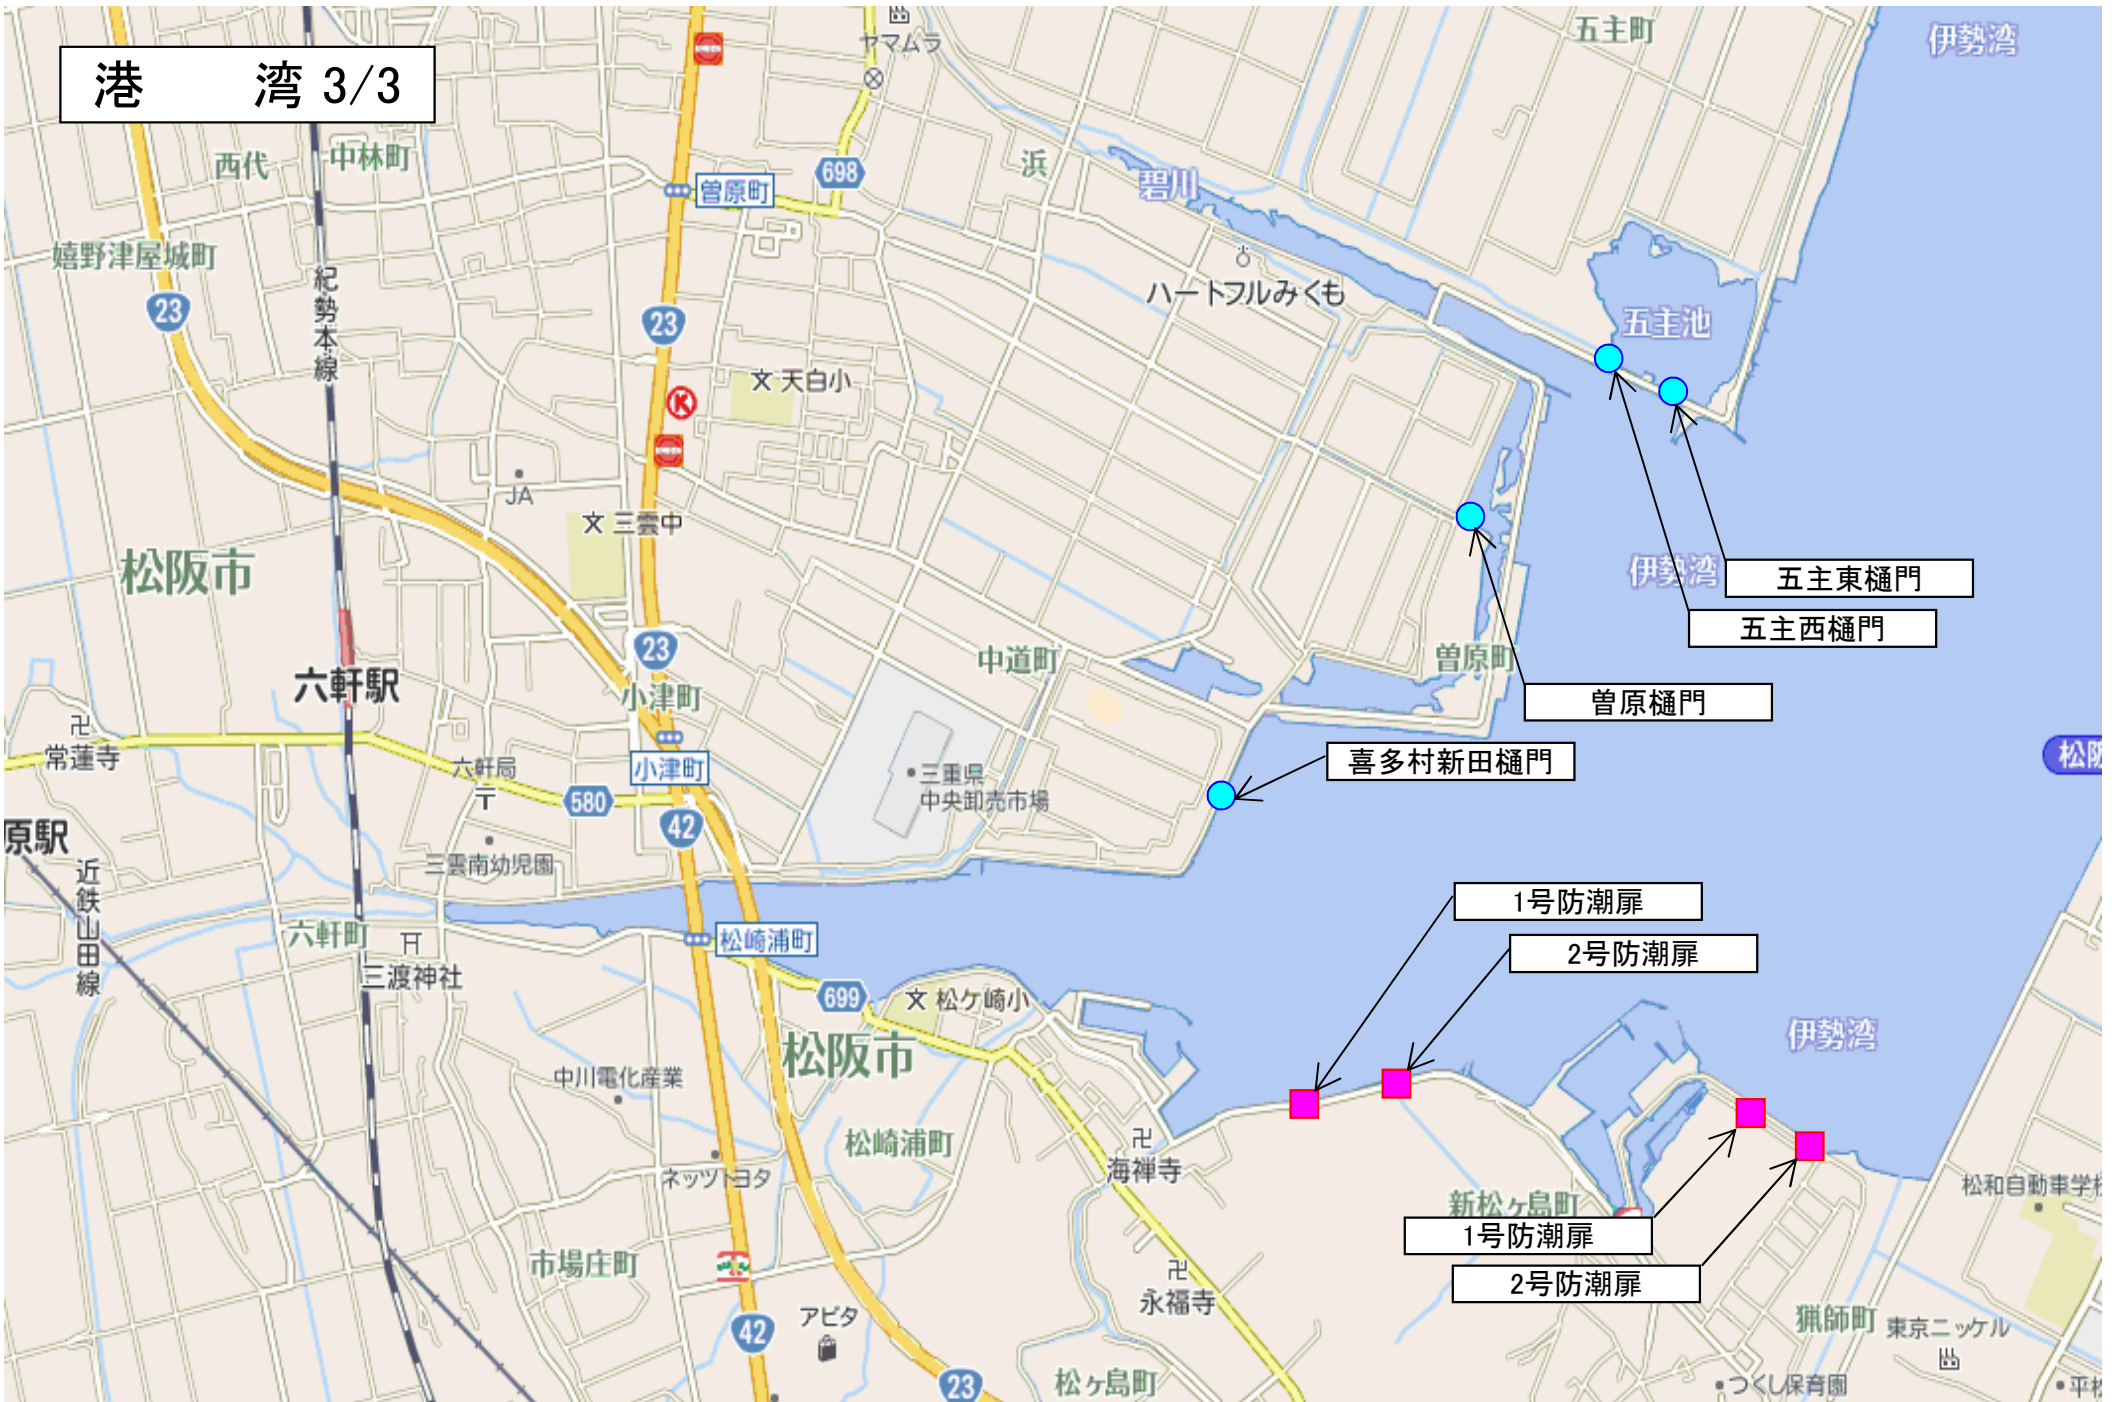 港　湾 3/3
ヤマムラ
五主町
伊勢湾
西代
中林町
698
浜
碧川
曽原町
嬉野津屋城町
紀勢本線
23
23
ハートフルみくも
五主池
文 天白小
K
JA
文 三雲中
松阪市
伊勢湾
五主東樋門
五主西樋門
23
中道町
曽原町
六軒駅
小津町
曽原樋門
卍
常蓮寺
六軒局
〒
小津町
喜多村新田樋門
松阪
三重県
中央卸売市場
580
42
原駅
三雲南幼児園
近鉄山田線
1号防潮扉
六軒町
松崎浦町
2号防潮扉
三渡神社
699
文 松ケ崎小
伊勢湾
松阪市
中川電化産業
松崎浦町
卍
海禅寺
ネッツトヨタ
新松ヶ島町
松和自動車学校
1号防潮扉
市場庄町
2号防潮扉
卍
永福寺
アピタ
42
猟師町
東京ニッケル
23
松ヶ島町
つくし保育園
平松